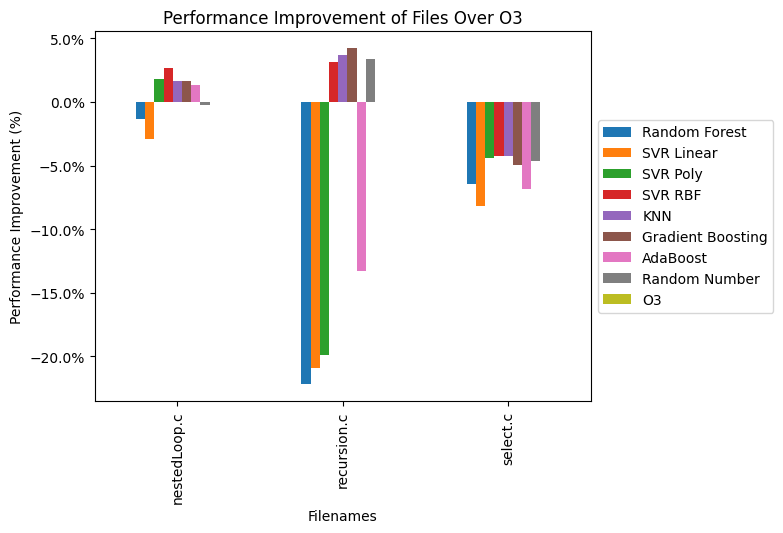 Performance Improvement of Files Over O3
5.0%
0.0%
−5.0%
−10.0%
−15.0%
−20.0%
Performance Improvement (%)
nestedLoop.c
recursion.c
select.c
Filenames
Random Forest
SVR Linear
SVR Poly
SVR RBF
KNN
Gradient Boosting
AdaBoost
Random Number
O3